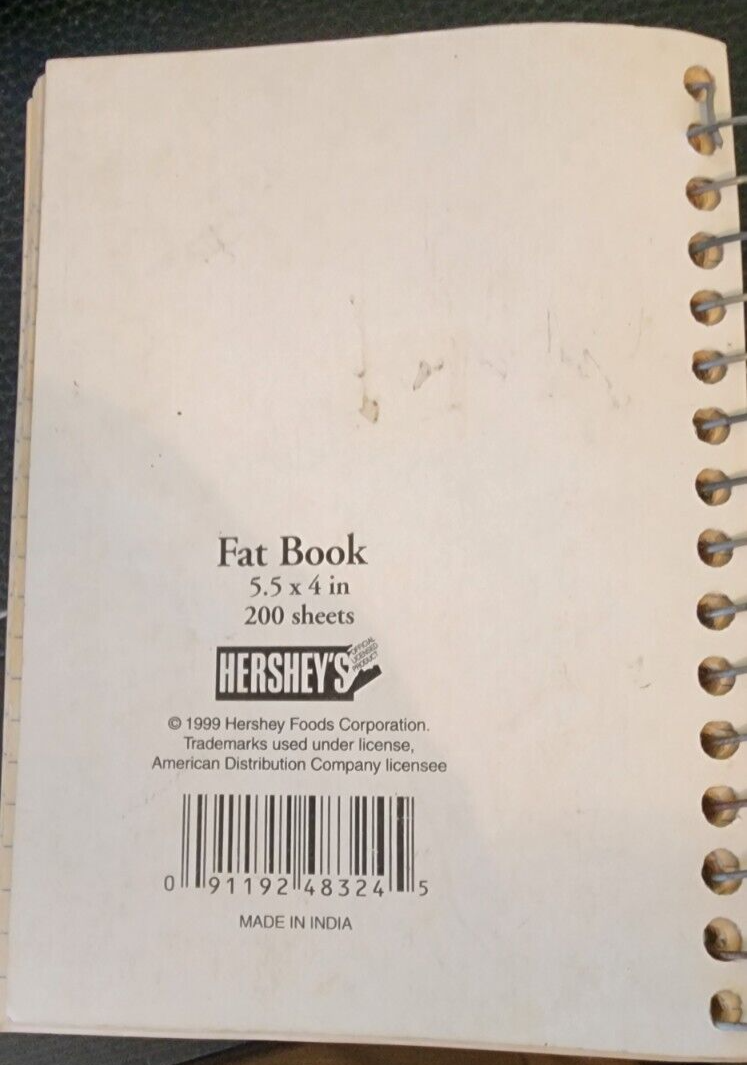 Fat Book
5.5 x 4 in
200 sheets
HERSHEY'S
OFFICIAL
LICENSED
PRODUCT
© 1999 Hershey Foods Corporation.
Trademarks used under license,
American Distribution Company licensee
0 91192 48324 5
MADE IN INDIA